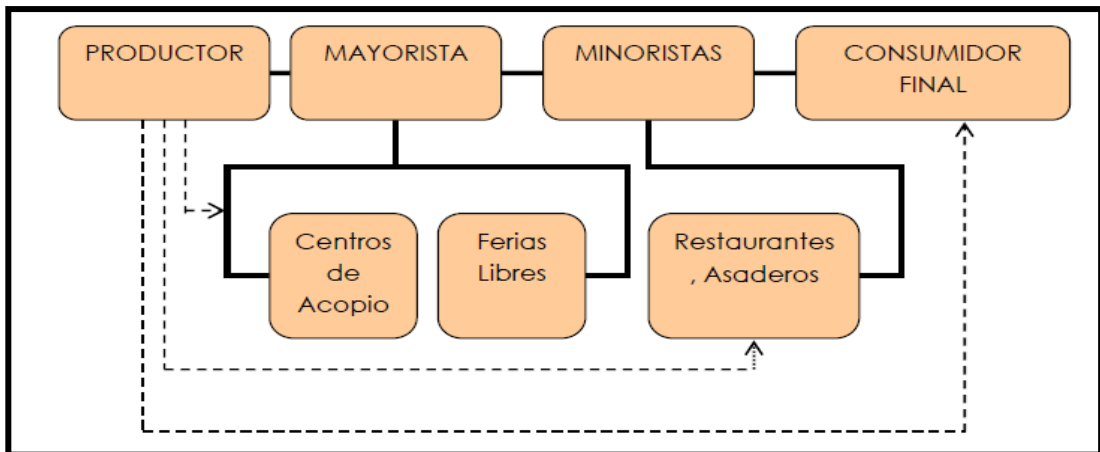 PRODUCTOR
MAYORISTA
MINORISTAS
CONSUMIDOR
FINAL
Centros
de
Acopio
Ferias
Libres
Restaurantes
, Asaderos